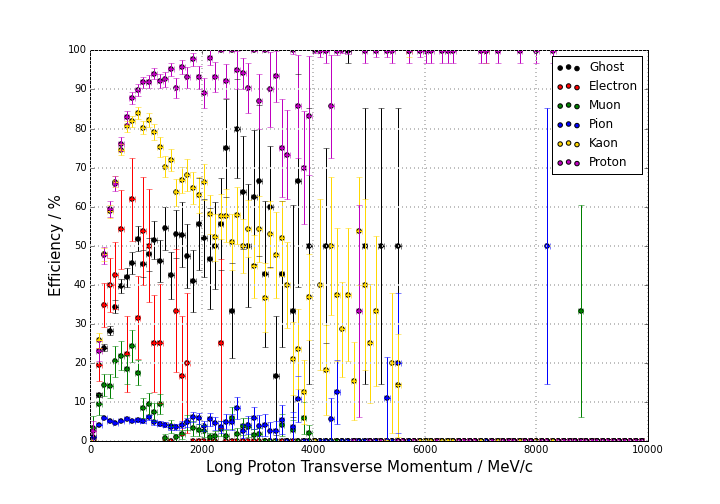 100
90
80
70
60
50
40
30
20
10
0
Efficiency / %
Ghost
Electron
Muon
Pion
Kaon
Proton
0 2000 4000 6000 8000 10000
Long Proton Transverse Momentum / MeV/c